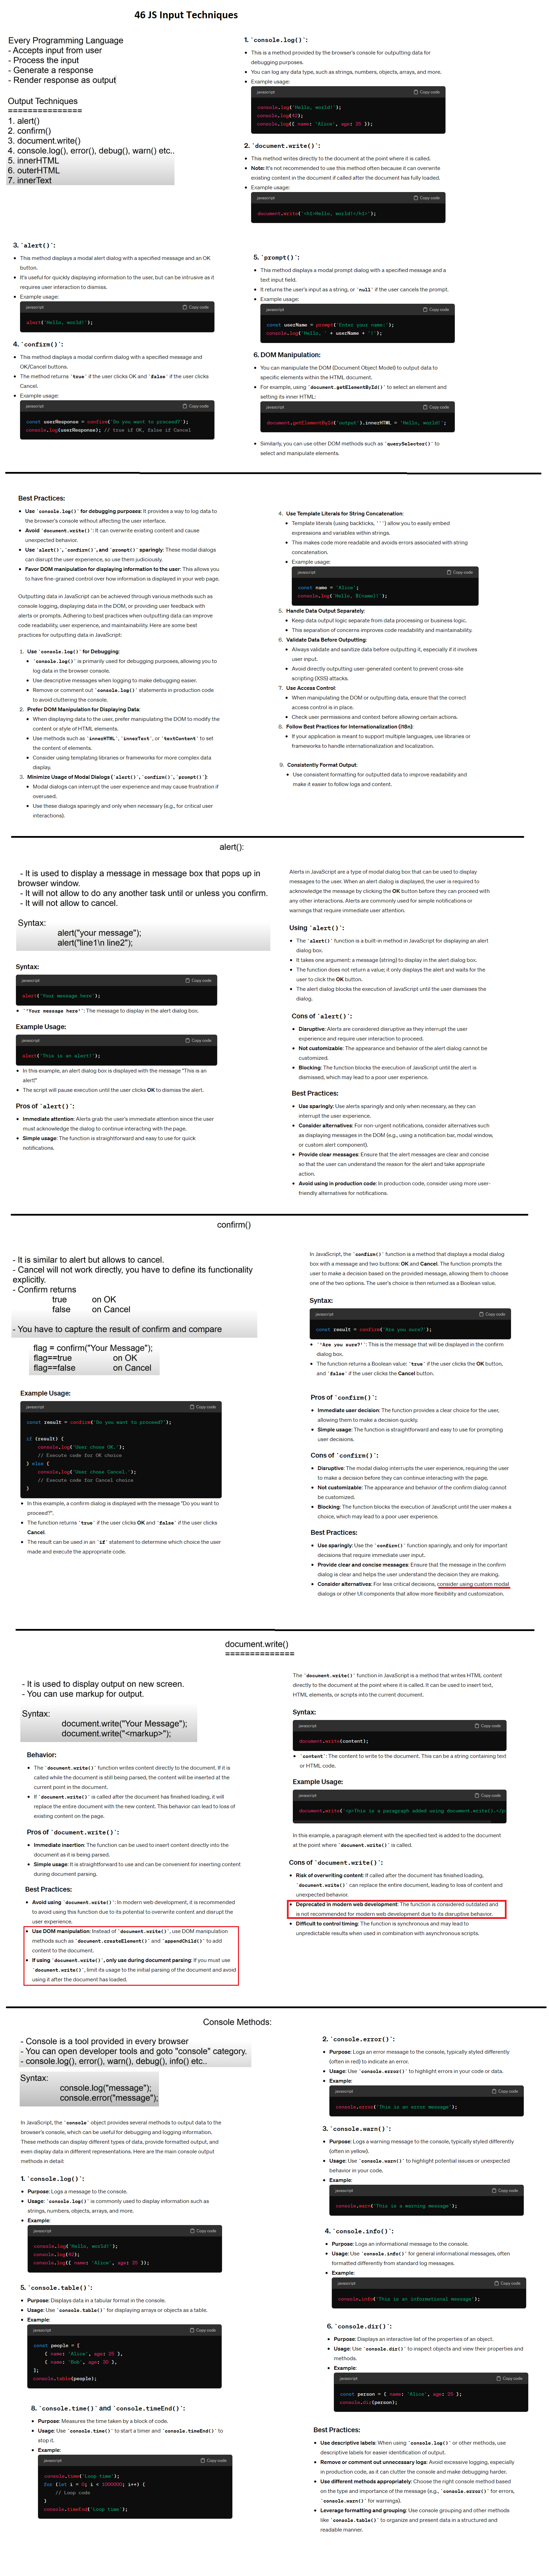 46 JS Input Techniques
Every Programming Language
- Accepts input from user
- Process the input
- Generate a response
- Render response as output
Output Techniques
===============
1. alert()
2. confirm()
3. document.write()
4. console.log(), error(), debug(), warn() etc..
5. innerHTML
6. outerHTML
7. innerText
1. `console.log()`:
• This is a method provided by the browser's console for outputting data for
debugging purposes.
• You can log any data type, such as strings, numbers, objects, arrays, and more.
• Example usage:
javascript Copy code
console.log('Hello, world!');
console.log(42);
console.log({ name: 'Alice', age: 25 });
2. `document.write()`:
• This method writes directly to the document at the point where it is called.
• Note: It's not recommended to use this method often because it can overwrite
existing content in the document if called after the document has fully loaded.
• Example usage:
javascript Copy code
document.write('<h1>Hello, world!</h1>');
3. `alert()`:
• This method displays a modal alert dialog with a specified message and an OK
button.
• It's useful for quickly displaying information to the user, but can be intrusive as it
requires user interaction to dismiss.
• Example usage:
javascript Copy code
alert('Hello, world!');
4. `confirm()`:
• This method displays a modal confirm dialog with a specified message and
OK/Cancel buttons.
• The method returns `true` if the user clicks OK and `false` if the user clicks
Cancel.
• Example usage:
javascript Copy code
const userResponse = confirm('Do you want to proceed?');
console.log(userResponse); // true if OK, false if Cancel
5. `prompt()`:
• This method displays a modal prompt dialog with a specified message and a
text input field.
• It returns the user's input as a string, or `null` if the user cancels the prompt.
• Example usage:
javascript Copy code
const userName = prompt('Enter your name:');
console.log('Hello, ' + userName + '!');
6. DOM Manipulation:
• You can manipulate the DOM (Document Object Model) to output data to
specific elements within the HTML document.
• For example, using `document.getElementById()` to select an element and
setting its inner HTML:
javascript Copy code
document.getElementById('output').innerHTML = 'Hello, world!';
• Similarly, you can use other DOM methods such as `querySelector()` to
select and manipulate elements.
Best Practices:
• Use `console.log()` for debugging purposes: It provides a way to log data to
the browser's console without affecting the user interface.
• Avoid `document.write()`: It can overwrite existing content and cause
unexpected behavior.
• Use `alert()`, `confirm()`, and `prompt()` sparingly: These modal dialogs
can disrupt the user experience, so use them judiciously.
• Favor DOM manipulation for displaying information to the user: This allows you
to have fine-grained control over how information is displayed in your web page.
Outputting data in JavaScript can be achieved through various methods such as
console logging, displaying data in the DOM, or providing user feedback with
alerts or prompts. Adhering to best practices when outputting data can improve
code readability, user experience, and maintainability. Here are some best
practices for outputting data in JavaScript:
1. Use `console.log()` for Debugging:
• `console.log()` is primarily used for debugging purposes, allowing you to
log data in the browser console.
• Use descriptive messages when logging to make debugging easier.
• Remove or comment out `console.log()` statements in production code
to avoid cluttering the console.
2. Prefer DOM Manipulation for Displaying Data:
• When displaying data to the user, prefer manipulating the DOM to modify the
content or style of HTML elements.
• Use methods such as `innerHTML`, `innerText`, or `textContent` to set
the content of elements.
• Consider using templating libraries or frameworks for more complex data
display.
3. Minimize Usage of Modal Dialogs (`alert()`, `confirm()`, `prompt()`):
• Modal dialogs can interrupt the user experience and may cause frustration if
overused.
• Use these dialogs sparingly and only when necessary (e.g., for critical user
interactions).
4. Use Template Literals for String Concatenation:
• Template literals (using backticks, ` `` `) allow you to easily embed
expressions and variables within strings.
• This makes code more readable and avoids errors associated with string
concatenation.
• Example usage:
javascript Copy code
const name = 'Alice';
console.log(`Hello, ${name}!`);
5. Handle Data Output Separately:
• Keep data output logic separate from data processing or business logic.
• This separation of concerns improves code readability and maintainability.
6. Validate Data Before Outputting:
• Always validate and sanitize data before outputting it, especially if it involves
user input.
• Avoid directly outputting user-generated content to prevent cross-site
scripting (XSS) attacks.
7. Use Access Control:
• When manipulating the DOM or outputting data, ensure that the correct
access control is in place.
• Check user permissions and context before allowing certain actions.
8. Follow Best Practices for Internationalization (i18n):
• If your application is meant to support multiple languages, use libraries or
frameworks to handle internationalization and localization.
9. Consistently Format Output:
• Use consistent formatting for outputted data to improve readability and
make it easier to follow logs and content.
alert():
- It is used to display a message in message box that pops up in
browser window.
- It will not allow to do any another task until or unless you confirm.
- It will not allow to cancel.
Syntax:
alert("your message");
alert("line1\n line2");
Syntax:
javascript Copy code
alert('Your message here');
• `'Your message here'`: The message to display in the alert dialog box.
Example Usage:
javascript Copy code
alert('This is an alert!');
• In this example, an alert dialog box is displayed with the message "This is an
alert!"
• The script will pause execution until the user clicks OK to dismiss the alert.
Pros of `alert()`:
• Immediate attention: Alerts grab the user's immediate attention since the user
must acknowledge the dialog to continue interacting with the page.
• Simple usage: The function is straightforward and easy to use for quick
notifications.
Alerts in JavaScript are a type of modal dialog box that can be used to display
messages to the user. When an alert dialog is displayed, the user is required to
acknowledge the message by clicking the OK button before they can proceed with
any other interactions. Alerts are commonly used for simple notifications or
warnings that require immediate user attention.
Using `alert()`:
• The `alert()` function is a built-in method in JavaScript for displaying an alert
dialog box.
• It takes one argument: a message (string) to display in the alert dialog box.
• The function does not return a value; it only displays the alert and waits for the
user to click the OK button.
• The alert dialog blocks the execution of JavaScript until the user dismisses the
dialog.
Cons of `alert()`:
• Disruptive: Alerts are considered disruptive as they interrupt the user
experience and require user interaction to proceed.
• Not customizable: The appearance and behavior of the alert dialog cannot be
customized.
• Blocking: The function blocks the execution of JavaScript until the alert is
dismissed, which may lead to a poor user experience.
Best Practices:
• Use sparingly: Use alerts sparingly and only when necessary, as they can
interrupt the user experience.
• Consider alternatives: For non-urgent notifications, consider alternatives such
as displaying messages in the DOM (e.g., using a notification bar, modal window,
or custom alert component).
• Provide clear messages: Ensure that the alert messages are clear and concise
so that the user can understand the reason for the alert and take appropriate
action.
• Avoid using in production code: In production code, consider using more user-
friendly alternatives for notifications.
confirm()
- It is similar to alert but allows to cancel.
- Cancel will not work directly, you have to define its functionality
explicitly.
- Confirm returns
true on OK
false on Cancel
- You have to capture the result of confirm and compare
flag = confirm("Your Message");
flag==true on OK
flag==false on Cancel
Example Usage:
javascript Copy code
const result = confirm('Do you want to proceed?');
if (result) {
console.log('User chose OK.');
// Execute code for OK choice
} else {
console.log('User chose Cancel.');
// Execute code for Cancel choice
}
• In this example, a confirm dialog is displayed with the message "Do you want to
proceed?".
• The function returns `true` if the user clicks OK and `false` if the user clicks
Cancel.
• The result can be used in an `if` statement to determine which choice the user
made and execute the appropriate code.
In JavaScript, the `confirm()` function is a method that displays a modal dialog
box with a message and two buttons: OK and Cancel. The function prompts the
user to make a decision based on the provided message, allowing them to choose
one of the two options. The user's choice is then returned as a Boolean value.
Syntax:
javascript Copy code
const result = confirm('Are you sure?');
• `'Are you sure?'`: This is the message that will be displayed in the confirm
dialog box.
• The function returns a Boolean value: `true` if the user clicks the OK button,
and `false` if the user clicks the Cancel button.
Pros of `confirm()`:
• Immediate user decision: The function provides a clear choice for the user,
allowing them to make a decision quickly.
• Simple usage: The function is straightforward and easy to use for prompting
user decisions.
Cons of `confirm()`:
• Disruptive: The modal dialog interrupts the user experience, requiring the user
to make a decision before they can continue interacting with the page.
• Not customizable: The appearance and behavior of the confirm dialog cannot
be customized.
• Blocking: The function blocks the execution of JavaScript until the user makes a
choice, which may lead to a poor user experience.
Best Practices:
• Use sparingly: Use the `confirm()` function sparingly, and only for important
decisions that require immediate user input.
• Provide clear and concise messages: Ensure that the message in the confirm
dialog is clear and helps the user understand the decision they are making.
• Consider alternatives: For less critical decisions, consider using custom modal
dialogs or other UI components that allow more flexibility and customization.
document.write()
==============
- It is used to display output on new screen.
- You can use markup for output.
Syntax:
document.write("Your Message");
document.write("<markup>");
Behavior:
• The `document.write()` function writes content directly to the document. If it is
called while the document is still being parsed, the content will be inserted at the
current point in the document.
• If `document.write()` is called after the document has finished loading, it will
replace the entire document with the new content. This behavior can lead to loss of
existing content on the page.
Pros of `document.write()`:
• Immediate insertion: The function can be used to insert content directly into the
document as it is being parsed.
• Simple usage: It is straightforward to use and can be convenient for inserting content
during document parsing.
Best Practices:
• Avoid using `document.write()`: In modern web development, it is recommended
to avoid using this function due to its potential to overwrite content and disrupt the
user experience.
• Use DOM manipulation: Instead of `document.write()`, use DOM manipulation
methods such as `document.createElement()` and `appendChild()` to add
content to the document.
• If using `document.write()`, only use during document parsing: If you must use
`document.write()`, limit its usage to the initial parsing of the document and avoid
using it after the document has loaded.
The `document.write()` function in JavaScript is a method that writes HTML content
directly to the document at the point where it is called. It can be used to insert text,
HTML elements, or scripts into the current document.
Syntax:
javascript Copy code
document.write(content);
• `content`: The content to write to the document. This can be a string containing text
or HTML code.
Example Usage:
javascript Copy code
document.write('<p>This is a paragraph added using document.write().</p
In this example, a paragraph element with the specified text is added to the document
at the point where `document.write()` is called.
Cons of `document.write()`:
• Risk of overwriting content: If called after the document has finished loading,
`document.write()` can replace the entire document, leading to loss of content and
unexpected behavior.
• Deprecated in modern web development: The function is considered outdated and
is not recommended for modern web development due to its disruptive behavior.
• Difficult to control timing: The function is synchronous and may lead to
unpredictable results when used in combination with asynchronous scripts.
Console Methods:
- Console is a tool provided in every browser
- You can open developer tools and goto "console" category.
- console.log(), error(), warn(), debug(), info() etc..
Syntax:
console.log("message");
console.error("message");
In JavaScript, the `console` object provides several methods to output data to the
browser's console, which can be useful for debugging and logging information.
These methods can display different types of data, provide formatted output, and
even display data in different representations. Here are the main console output
methods in detail:
1. `console.log()`:
• Purpose: Logs a message to the console.
• Usage: `console.log()` is commonly used to display information such as
strings, numbers, objects, arrays, and more.
• Example:
javascript Copy code
console.log('Hello, world!');
console.log(42);
console.log({ name: 'Alice', age: 25 });
5. `console.table()`:
• Purpose: Displays data in a tabular format in the console.
• Usage: Use `console.table()` for displaying arrays or objects as a table.
• Example:
javascript Copy code
const people = [
{ name: 'Alice', age: 25 },
{ name: 'Bob', age: 30 },
];
console.table(people);
8. `console.time()` and `console.timeEnd()`:
• Purpose: Measures the time taken by a block of code.
• Usage: Use `console.time()` to start a timer and `console.timeEnd()` to
stop it.
• Example:
javascript Copy code
console.time('Loop time');
for (let i = 0; i < 1000000; i++) {
// Loop code
}
console.timeEnd('Loop time');
2. `console.error()`:
• Purpose: Logs an error message to the console, typically styled differently
(often in red) to indicate an error.
• Usage: Use `console.error()` to highlight errors in your code or data.
• Example:
javascript Copy code
console.error('This is an error message');
3. `console.warn()`:
• Purpose: Logs a warning message to the console, typically styled differently
(often in yellow).
• Usage: Use `console.warn()` to highlight potential issues or unexpected
behavior in your code.
• Example:
javascript Copy code
console.warn('This is a warning message');
4. `console.info()`:
• Purpose: Logs an informational message to the console.
• Usage: Use `console.info()` for general informational messages, often
formatted differently from standard log messages.
• Example:
javascript Copy code
console.info('This is an informational message');
6. `console.dir()`:
• Purpose: Displays an interactive list of the properties of an object.
• Usage: Use `console.dir()` to inspect objects and view their properties and
methods.
• Example:
javascript Copy code
const person = { name: 'Alice', age: 25 };
console.dir(person);
Best Practices:
• Use descriptive labels: When using `console.log()` or other methods, use
descriptive labels for easier identification of output.
• Remove or comment out unnecessary logs: Avoid excessive logging, especially
in production code, as it can clutter the console and make debugging harder.
• Use different methods appropriately: Choose the right console method based
on the type and importance of the message (e.g., `console.error()` for errors,
`console.warn()` for warnings).
• Leverage formatting and grouping: Use console grouping and other methods
like `console.table()` to organize and present data in a structured and
readable manner.